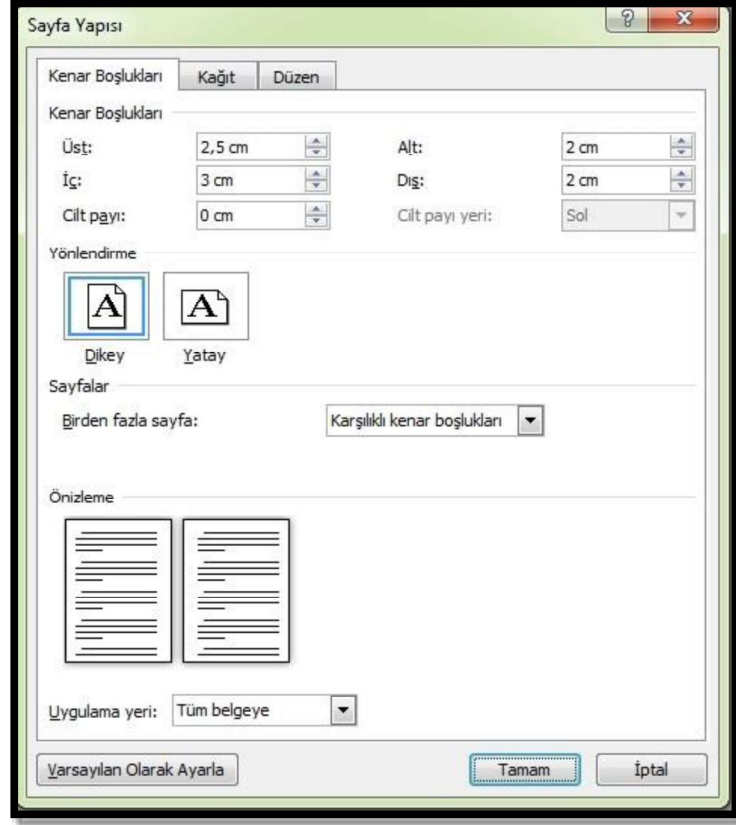 Sayfa Yapısı
Kenar Boşlukları Kağıt Düzen
Kenar Boşlukları
Üst: 2,5 cm Alt: 2 cm
İç: 3 cm Dış: 2 cm
Cilt payı: 0 cm Cilt payı yeri: Sol
Yönlendirme
A A
Dikey Yatay
Sayfalar
Birden fazla sayfa: Karşılıklı kenar boşlukları
Önizleme
Uygulama yeri: Tüm belgeye
Varsayılan Olarak Ayarla Tamam İptal